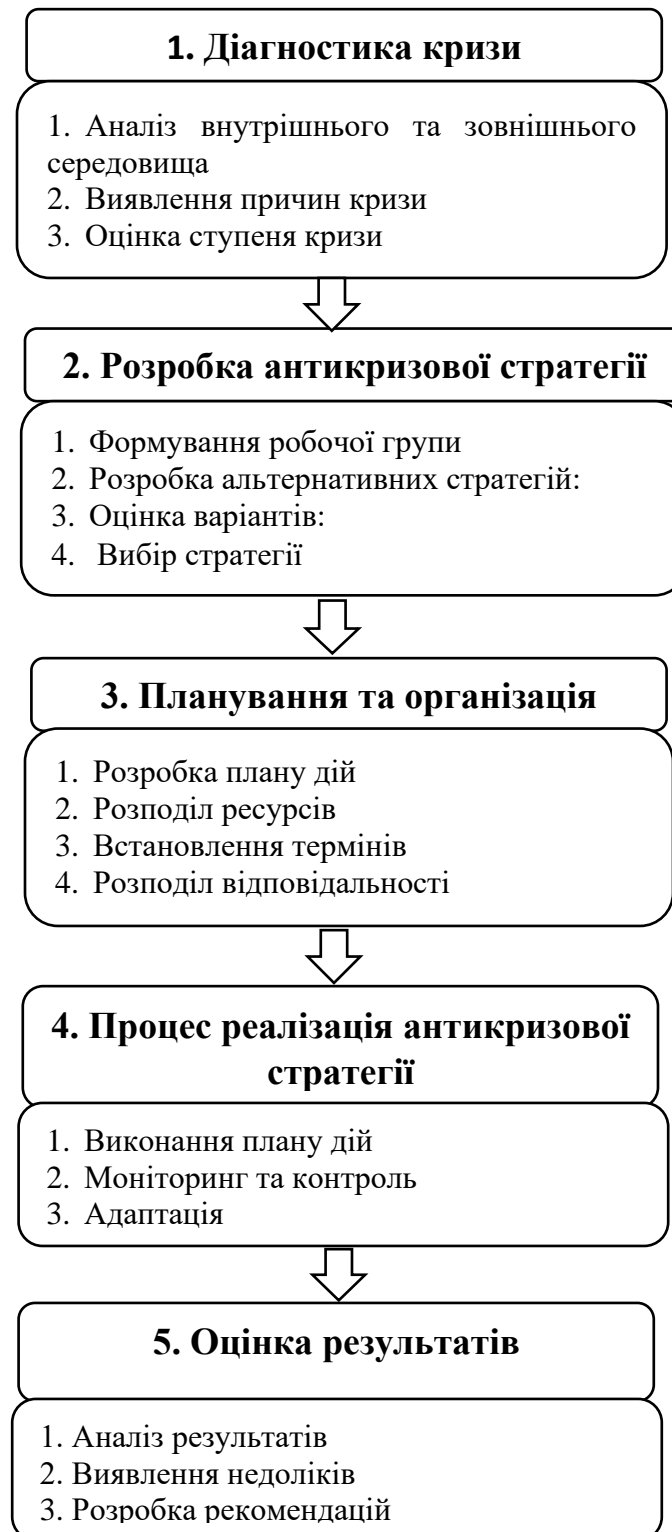 1. Діагностика кризи
1. Аналіз внутрішнього та зовнішнього
середовища
2. Виявлення причин кризи
3. Оцінка ступеня кризи
2. Розробка антикризової стратегії
1. Формування робочої групи
2. Розробка альтернативних стратегій:
3. Оцінка варіантів:
4. Вибір стратегії
3. Планування та організація
1. Розробка плану дій
2. Розподіл ресурсів
3. Встановлення термінів
4. Розподіл відповідальності
4. Процес реалізація антикризової
стратегії
1. Виконання плану дій
2. Моніторинг та контроль
3. Адаптація
5. Оцінка результатів
1. Аналіз результатів
2. Виявлення недоліків
3. Розробка рекомендацій